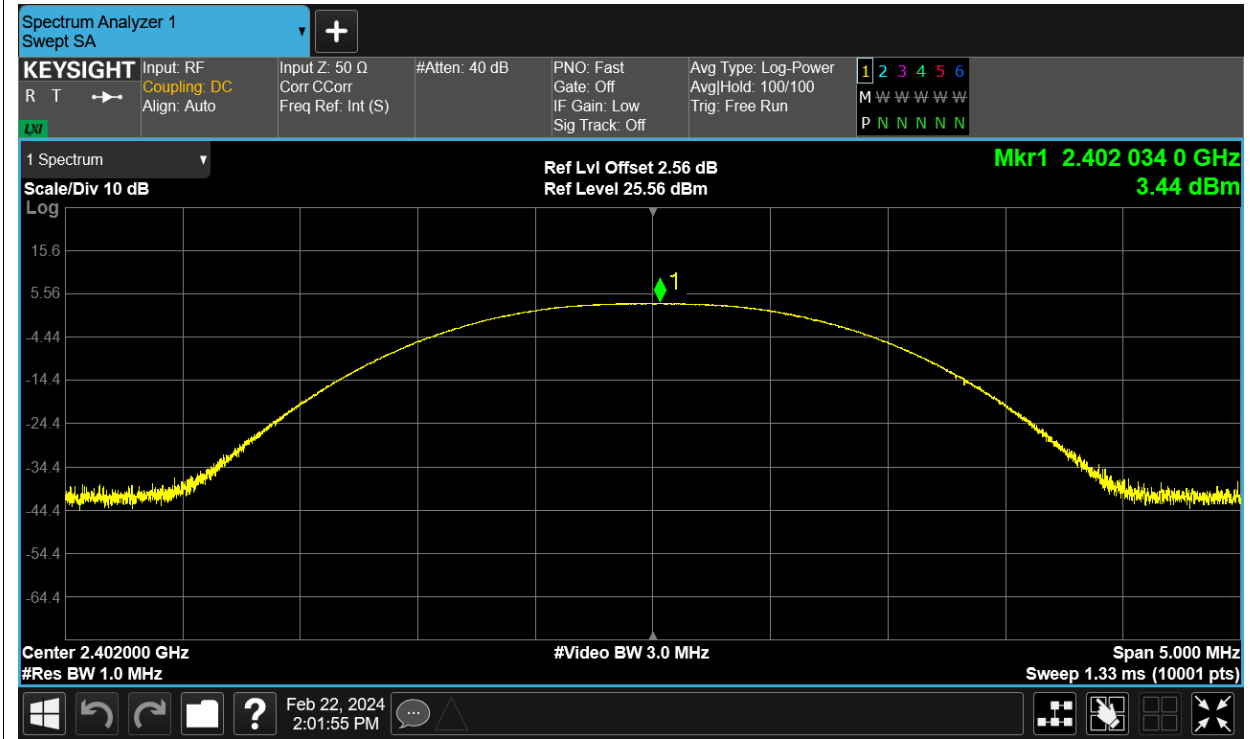 Spectrum Analyzer 1
Swept SA
KEYSIGHT
R T
LXI
Input: RF
Coupling: DC
Align: Auto
Input Z: 50 Ω
Corr CCorr
Freq Ref: Int (S)
#Atten: 40 dB
PNO: Fast
Gate: Off
IF Gain: Low
Sig Track: Off
Avg Type: Log-Power
Avg|Hold: 100/100
Trig: Free Run
1 2 3 4 5 6
M W W W W W
P N N N N N
1 Spectrum
Scale/Div 10 dB
Ref Lvl Offset 2.56 dB
Ref Level 25.56 dBm
Mkr1 2.402 034 0 GHz
3.44 dBm
Log
15.6
5.56
-4.44
-14.4
-24.4
-34.4
-44.4
-54.4
-64.4
1
Center 2.402000 GHz
#Video BW 3.0 MHz
Span 5.000 MHz
#Res BW 1.0 MHz
Sweep 1.33 ms (10001 pts)
?
Feb 22, 2024
2:01:55 PM